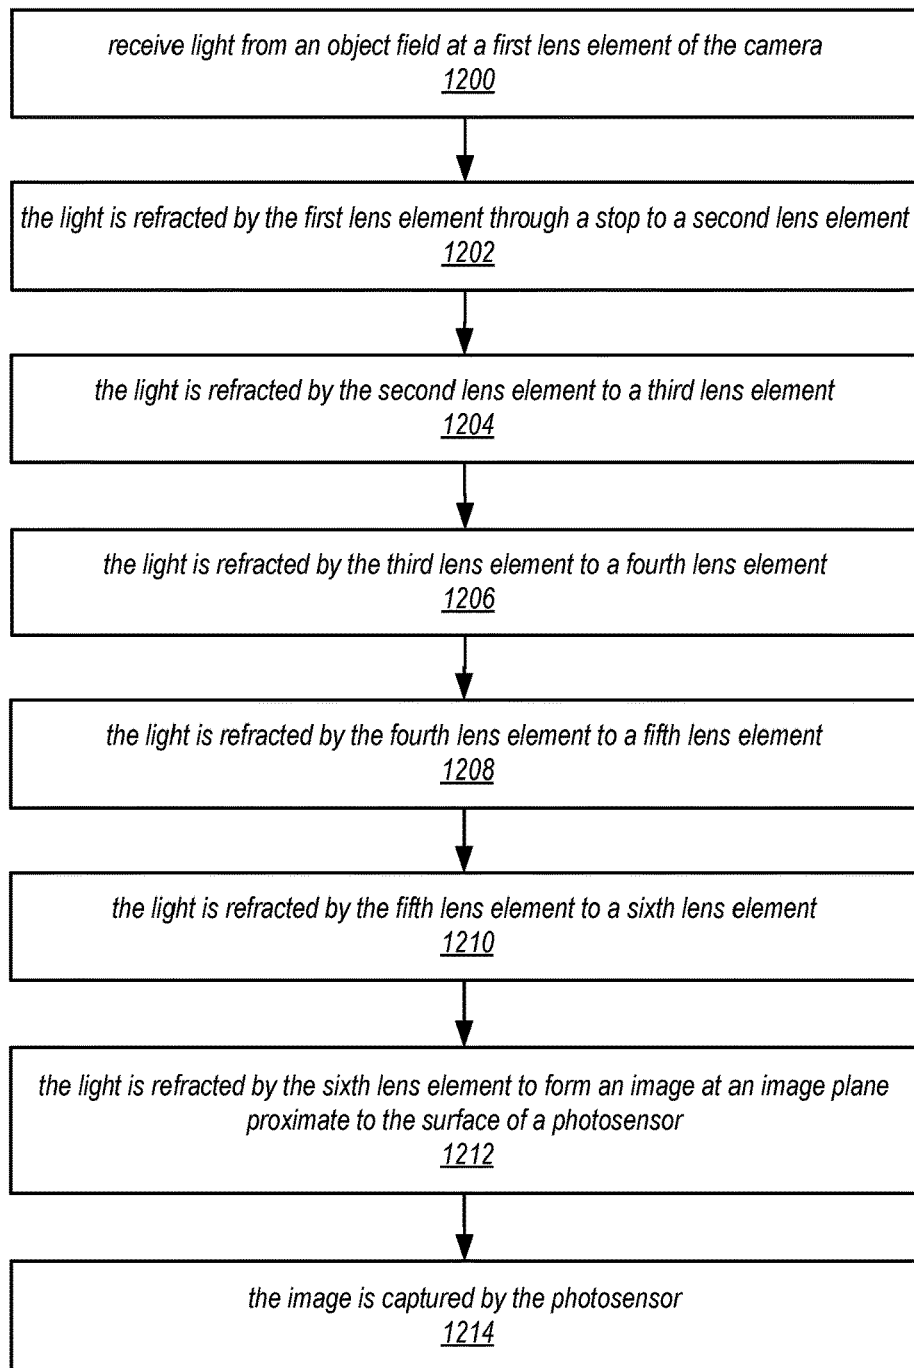 receive light from an object field at a first lens element of the camera
1200
the light is refracted by the first lens element through a stop to a second lens element
1202
the light is refracted by the second lens element to a third lens element
1204
the light is refracted by the third lens element to a fourth lens element
1206
the light is refracted by the fourth lens element to a fifth lens element
1208
the light is refracted by the fifth lens element to a sixth lens element
1210
the light is refracted by the sixth lens element to form an image at an image plane
proximate to the surface of a photosensor
1212
the image is captured by the photosensor
1214